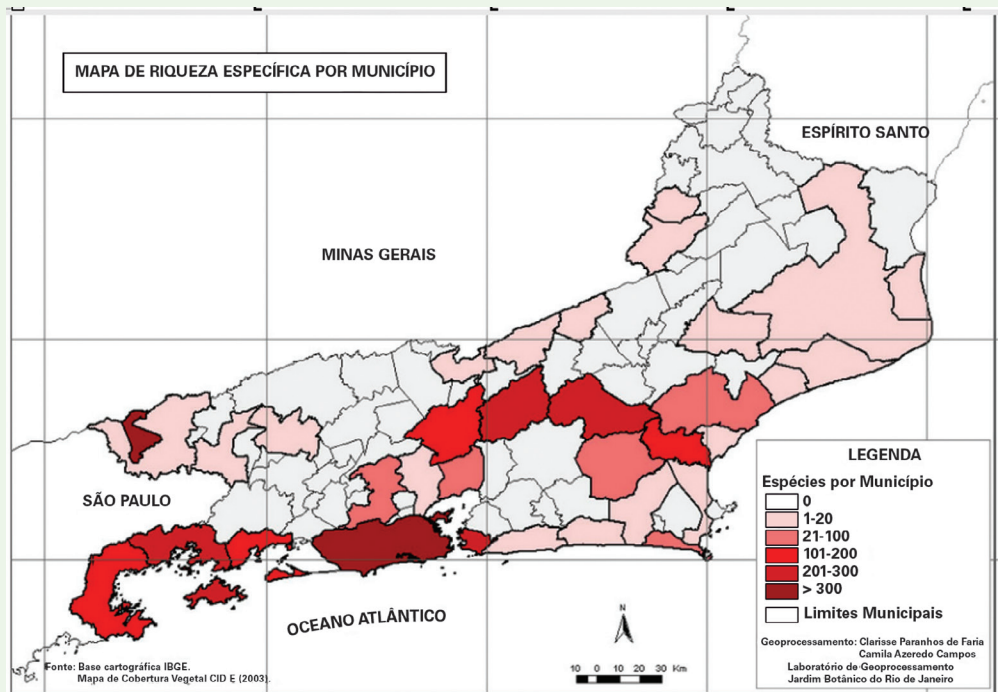 MAPA DE RIQUEZA ESPECÍFICA POR MUNICÍPIO
ESPÍRITO SANTO
MINAS GERAIS
SÃO PAULO
OCEANO ATLÂNTICO
LEGENDA
Espécies por Município
0
1-20
21-100
101-200
201-300
> 300
Limites Municipais
N
10 0 10 20 30 Km
Geoprocessamento: Clarisse Paranhos de Faria
Camila Azeredo Campos
Laboratório de Geoprocessamento
Jardim Botânico do Rio de Janeiro
Fonte: Base cartográfica IBGE.
Mapa de Cobertura Vegetal CID E (2003).